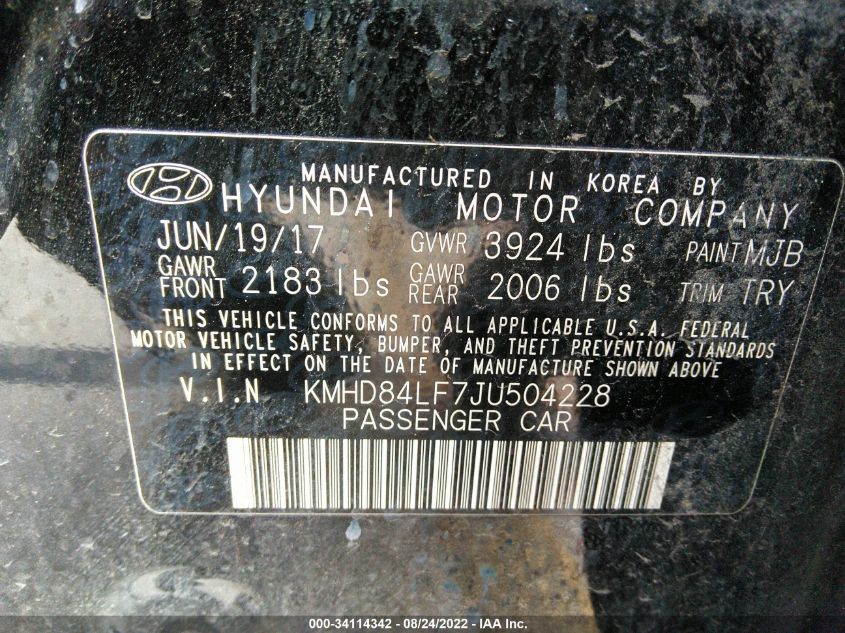 MANUFACTURED IN KOREA BY
HYUNDAI MOTOR COMPANY
JUN/19/17 GVWR 3924 lbs PAINT MJB
GAWR FRONT 2183 lbs GAWR REAR 2006 lbs TRIM TRY
THIS VEHICLE CONFORMS TO ALL APPLICABLE U.S.A. FEDERAL
MOTOR VEHICLE SAFETY, BUMPER, AND THEFT PREVENTION STANDARDS
IN EFFECT ON THE DATE OF MANUFACTURE SHOWN ABOVE
V.I.N KMHD84LF7JU504228
PASSENGER CAR
000-34114342 - 08/24/2022 - IAA Inc.